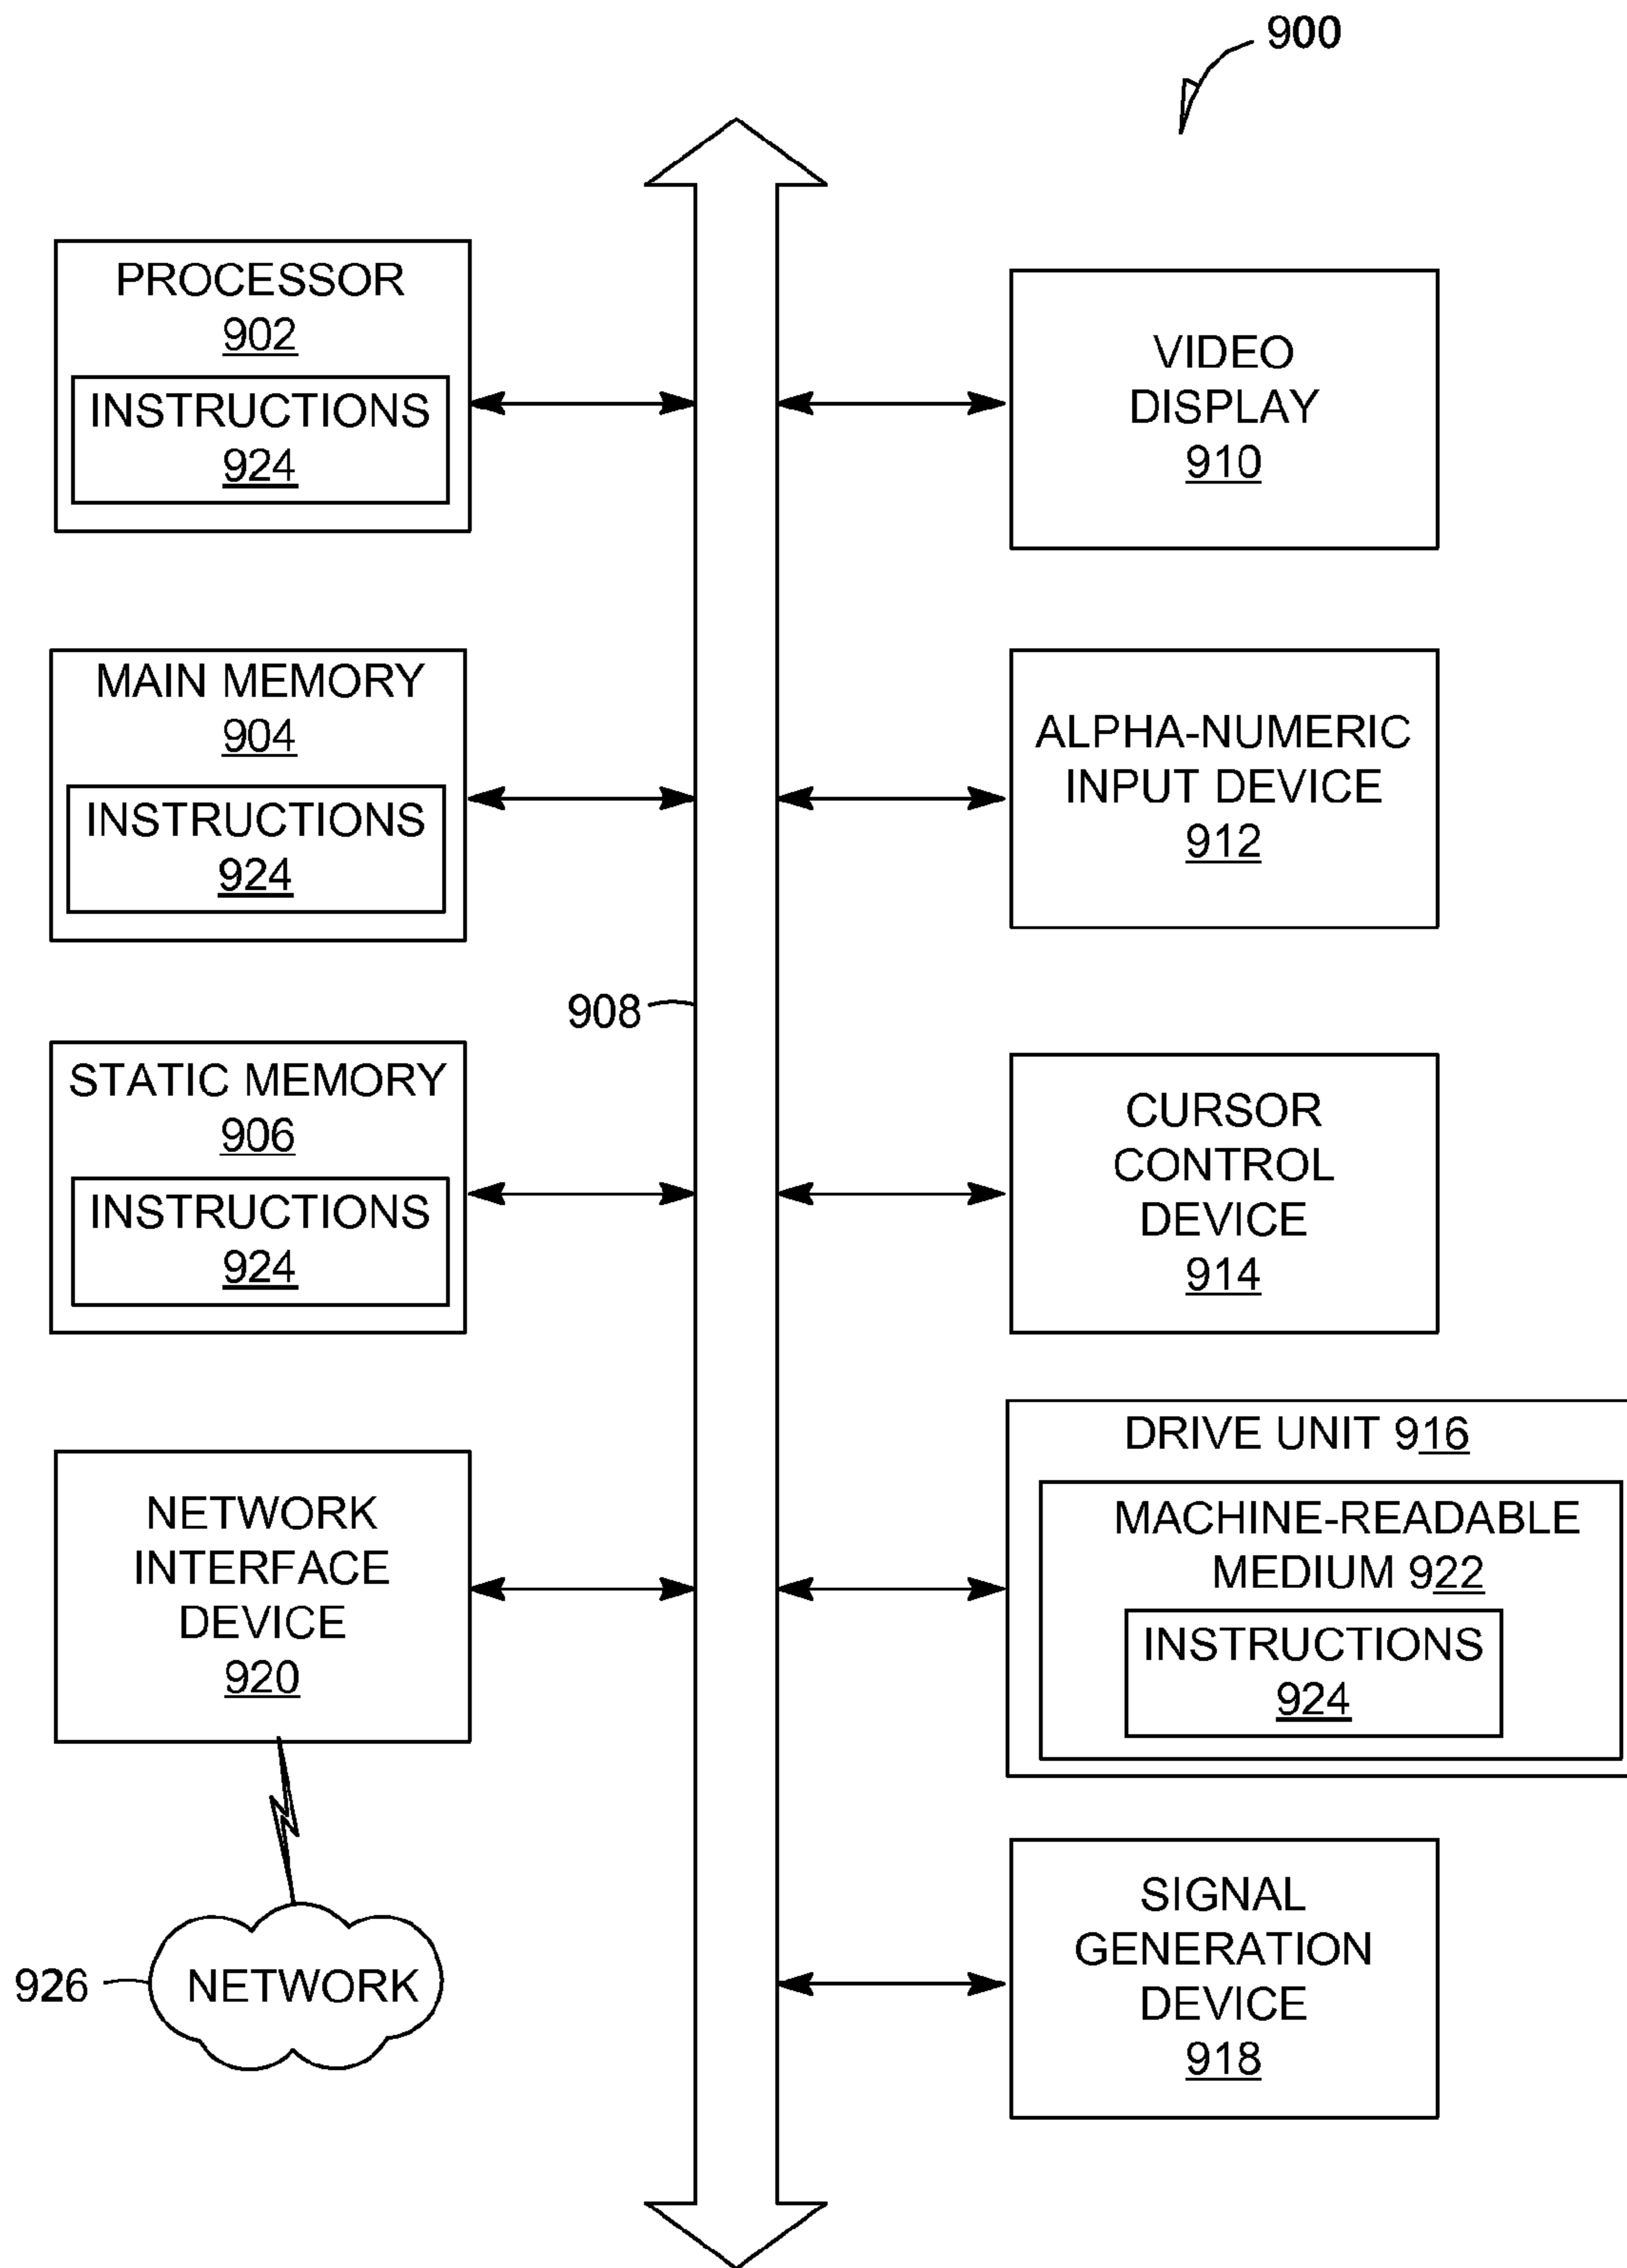 900
PROCESSOR
902
INSTRUCTIONS
924
MAIN MEMORY
904
INSTRUCTIONS
924
908
STATIC MEMORY
906
INSTRUCTIONS
924
NETWORK
INTERFACE
DEVICE
920
926
NETWORK
VIDEO
DISPLAY
910
ALPHA-NUMERIC
INPUT DEVICE
912
CURSOR
CONTROL
DEVICE
914
DRIVE UNIT 916
MACHINE-READABLE
MEDIUM 922
INSTRUCTIONS
924
SIGNAL
GENERATION
DEVICE
918